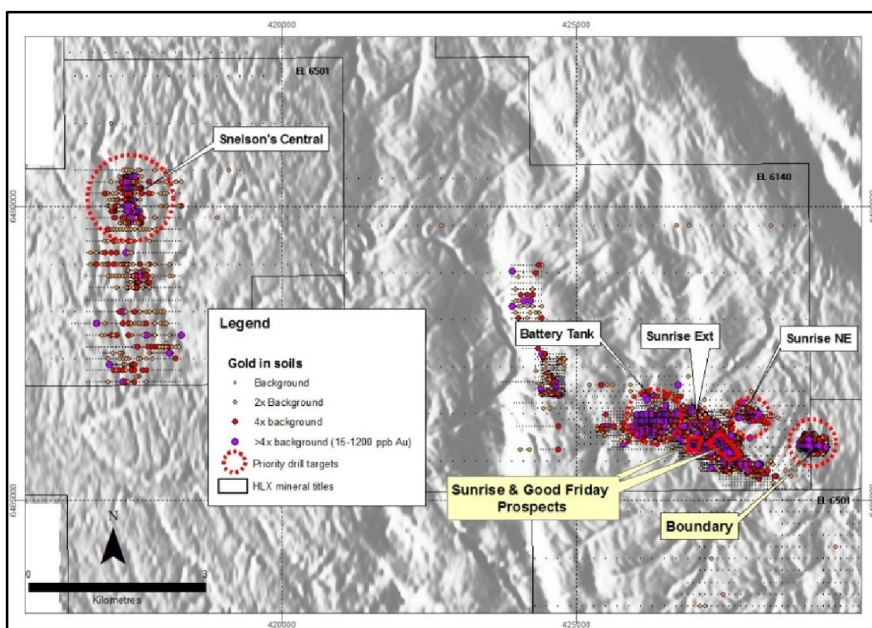 420000
425000
EL 6501
Snelson's Central
EL 6140
6460000
6460000
Legend
Gold in soils
Background
2x Background
4x background
>4x background (15-1200 ppb Au)
Priority drill targets
HLX mineral titles
Battery Tank
Sunrise Ext
Sunrise NE
Sunrise & Good Friday
Prospects
Boundary
EL 6501
N
0
3
Kilometres
420000
425000